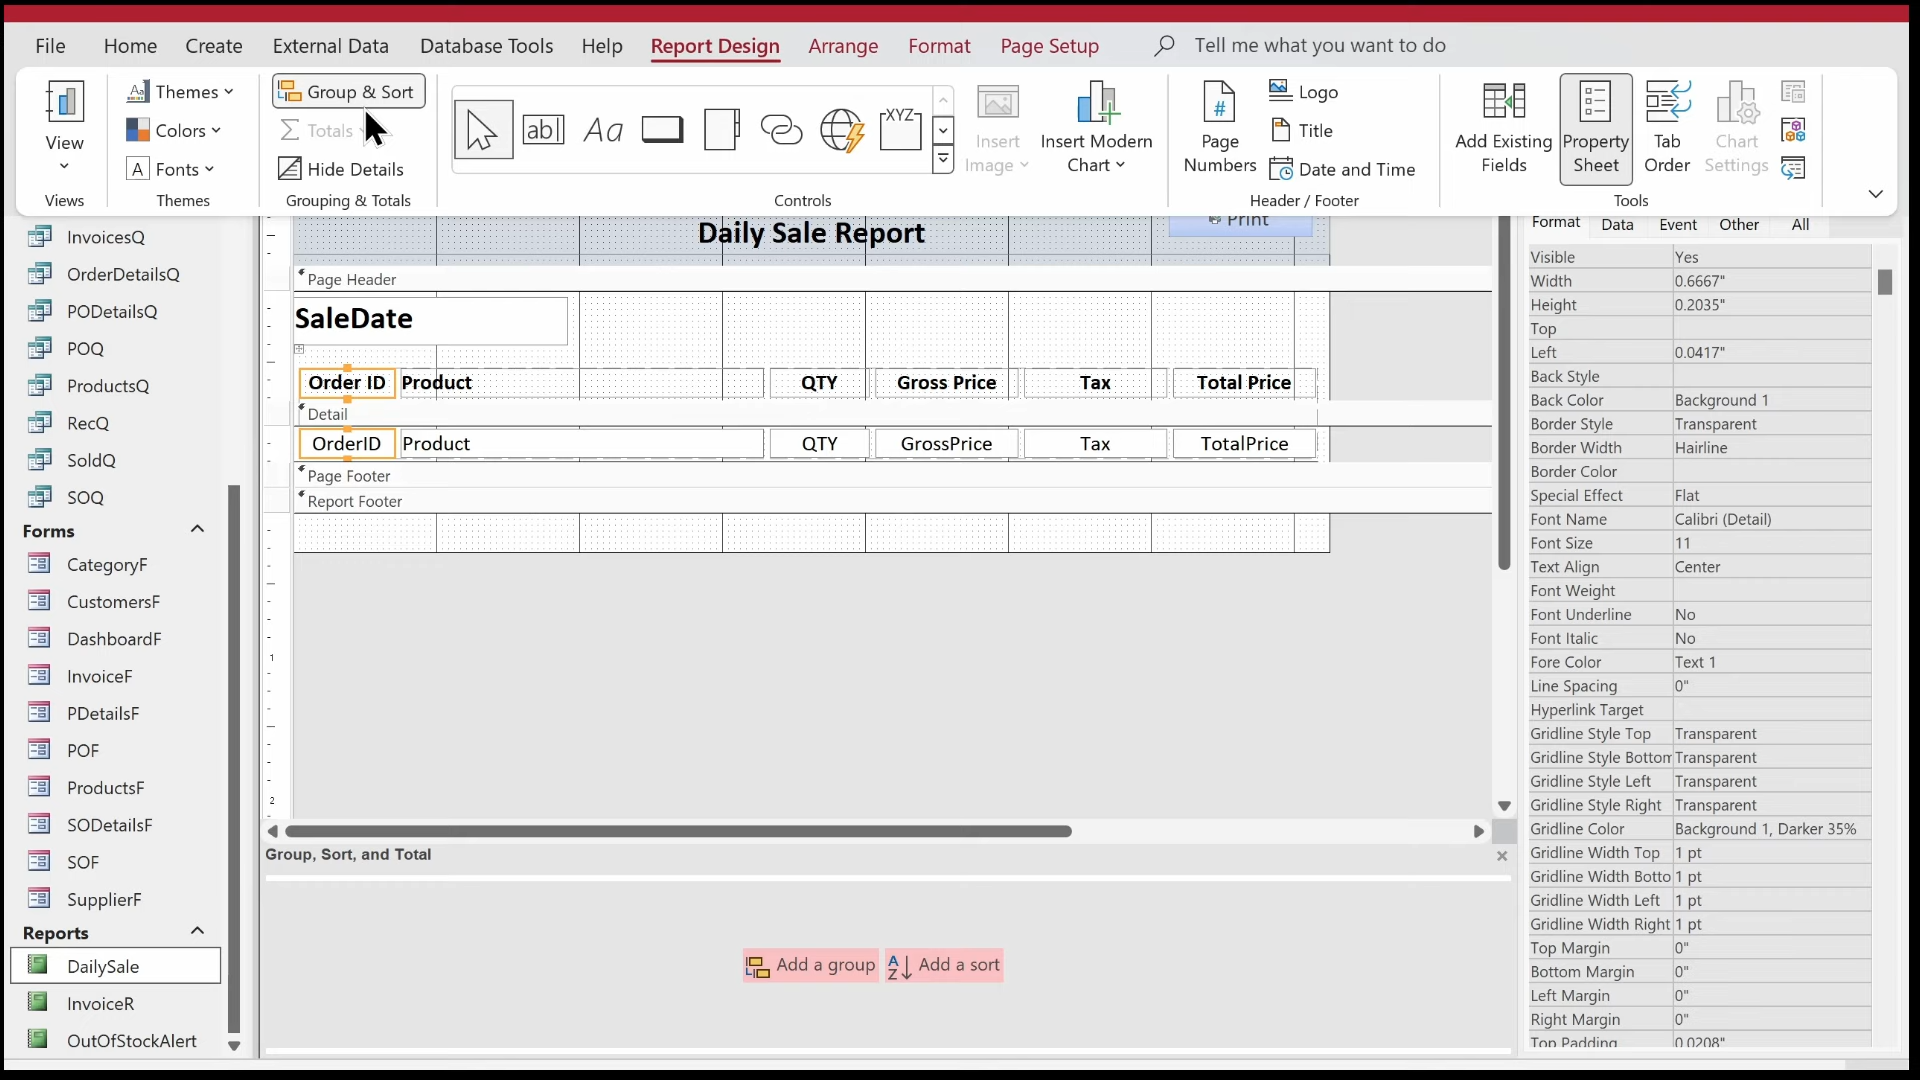 File Home Create External Data Database Tools Help Report Design Arrange Format Page Setup Tell me what you want to do
View
Views
Themes
Colors
Fonts
Themes
Group & Sort
Totals
Hide Details
Grouping & Totals
ab
Aa
XYZ
Controls
Insert Image
Insert Modern Chart
Page Numbers
Logo
Title
Date and Time
Header / Footer
Add Existing Fields
Property Sheet
Tab Order
Chart Settings
Tools
InvoicesQ
OrderDetailsQ
PODetailsQ
POQ
ProductsQ
RecQ
SoldQ
SOQ
Forms
CategoryF
CustomersF
DashboardF
InvoiceF
PDetailsF
POF
ProductsF
SODetailsF
SOF
SupplierF
Reports
DailySale
InvoiceR
OutOfStockAlert
Daily Sale Report
Print
Page Header
SaleDate
Order ID Product QTY Gross Price Tax Total Price
Detail
OrderID Product QTY GrossPrice Tax TotalPrice
Page Footer
Report Footer
1
2
Group, Sort, and Total
Add a group
Add a sort
Format Data Event Other All
Visible Yes
Width 0.6667"
Height 0.2035"
Top
Left 0.0417"
Back Style
Back Color Background 1
Border Style Transparent
Border Width Hairline
Border Color
Special Effect Flat
Font Name Calibri (Detail)
Font Size 11
Text Align Center
Font Weight
Font Underline No
Font Italic No
Fore Color Text 1
Line Spacing 0"
Hyperlink Target
Gridline Style Top Transparent
Gridline Style Bottom Transparent
Gridline Style Left Transparent
Gridline Style Right Transparent
Gridline Color Background 1, Darker 35%
Gridline Width Top 1 pt
Gridline Width Botto 1 pt
Gridline Width Left 1 pt
Gridline Width Right 1 pt
Top Margin 0"
Bottom Margin 0"
Left Margin 0"
Right Margin 0"
Top Padding 0.0208"